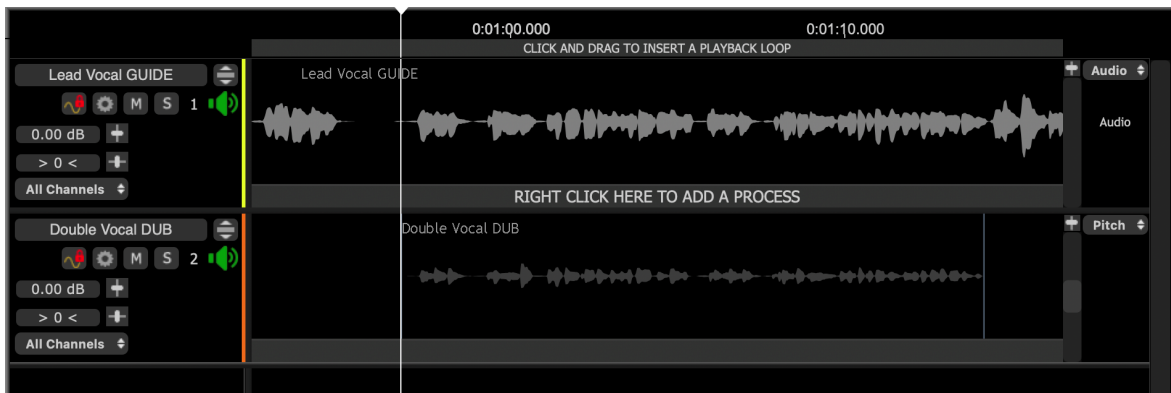 0:01:00.000 0:01:10.000
CLICK AND DRAG TO INSERT A PLAYBACK LOOP
Lead Vocal GUIDE
Lead Vocal GUIDE
Audio
M S 1
Audio
0.00 dB
> 0 <
All Channels
RIGHT CLICK HERE TO ADD A PROCESS
Double Vocal DUB
Double Vocal DUB
Pitch
M S 2
0.00 dB
> 0 <
All Channels